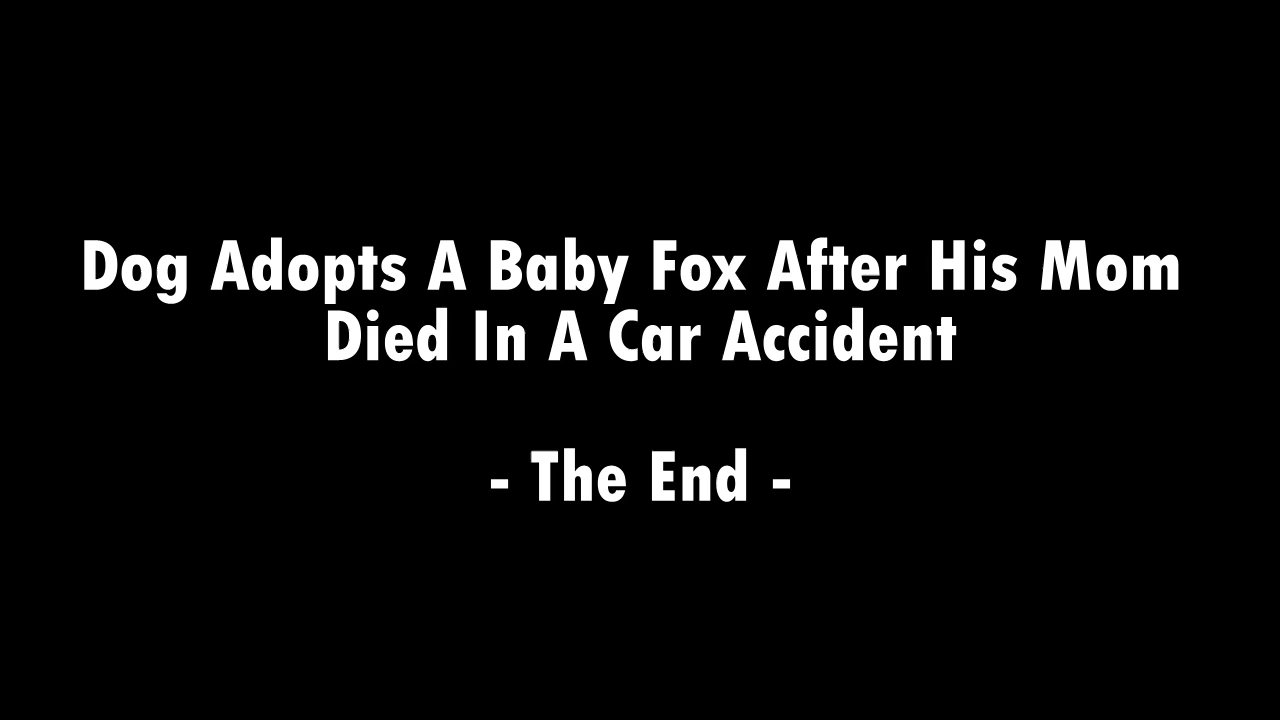 Dog Adopts A Baby Fox After His Mom
Died In A Car Accident
- The End -